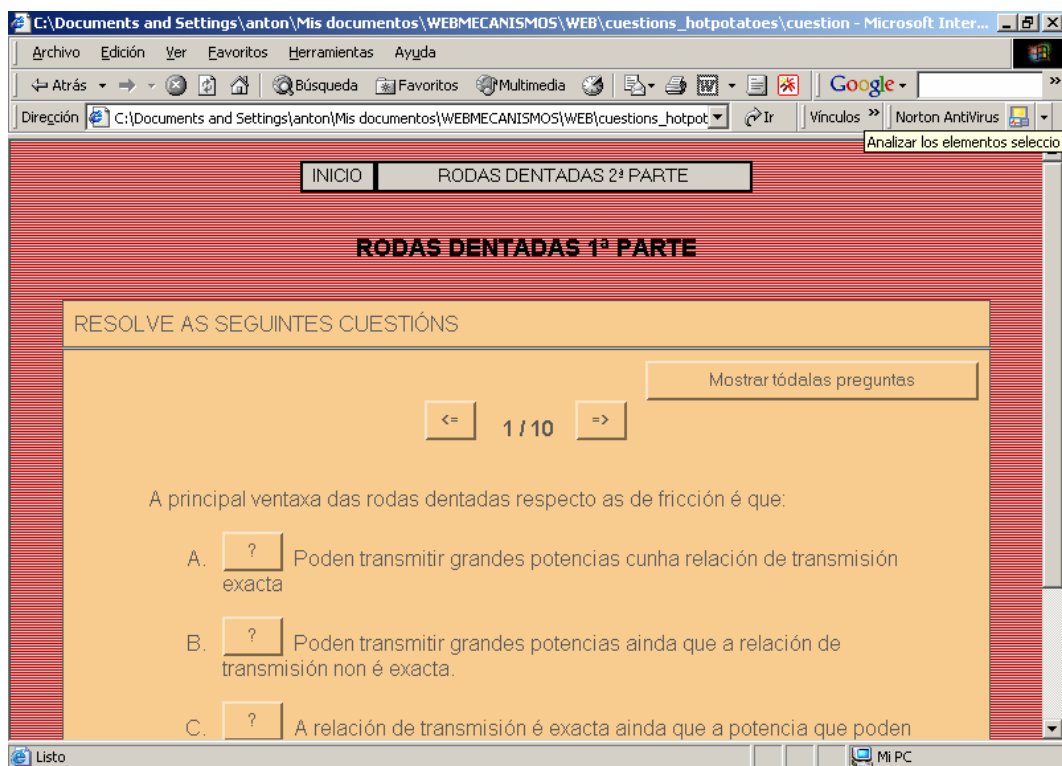 C:\Documents and Settings\anton\Mis documentos\WEBMECANISMOS\WEB\cuestions_hotpotatoes\cuestion - Microsoft Inter...
Archivo Edición Ver Favoritos Herramientas Ayuda
Atrás Búsqueda Favoritos Multimedia Google
Dirección C:\Documents and Settings\anton\Mis documentos\WEBMECANISMOS\WEB\cuestions_hotpot Ir Vínculos >> Norton AntiVirus
Analizar los elementos seleccio
INICIO RODAS DENTADAS 2ª PARTE
RODAS DENTADAS 1ª PARTE
RESOLVE AS SEGUINTES CUESTIÓNS
Mostrar tódalas preguntas
<= 1 / 10 =>
A principal ventaxa das rodas dentadas respecto as de fricción é que:
A. ? Poden transmitir grandes potencias cunha relación de transmisión
exacta
B. ? Poden transmitir grandes potencias ainda que a relación de
transmisión non é exacta.
C. ? A relación de transmisión é exacta ainda que a potencia que poden
Listo Mi PC